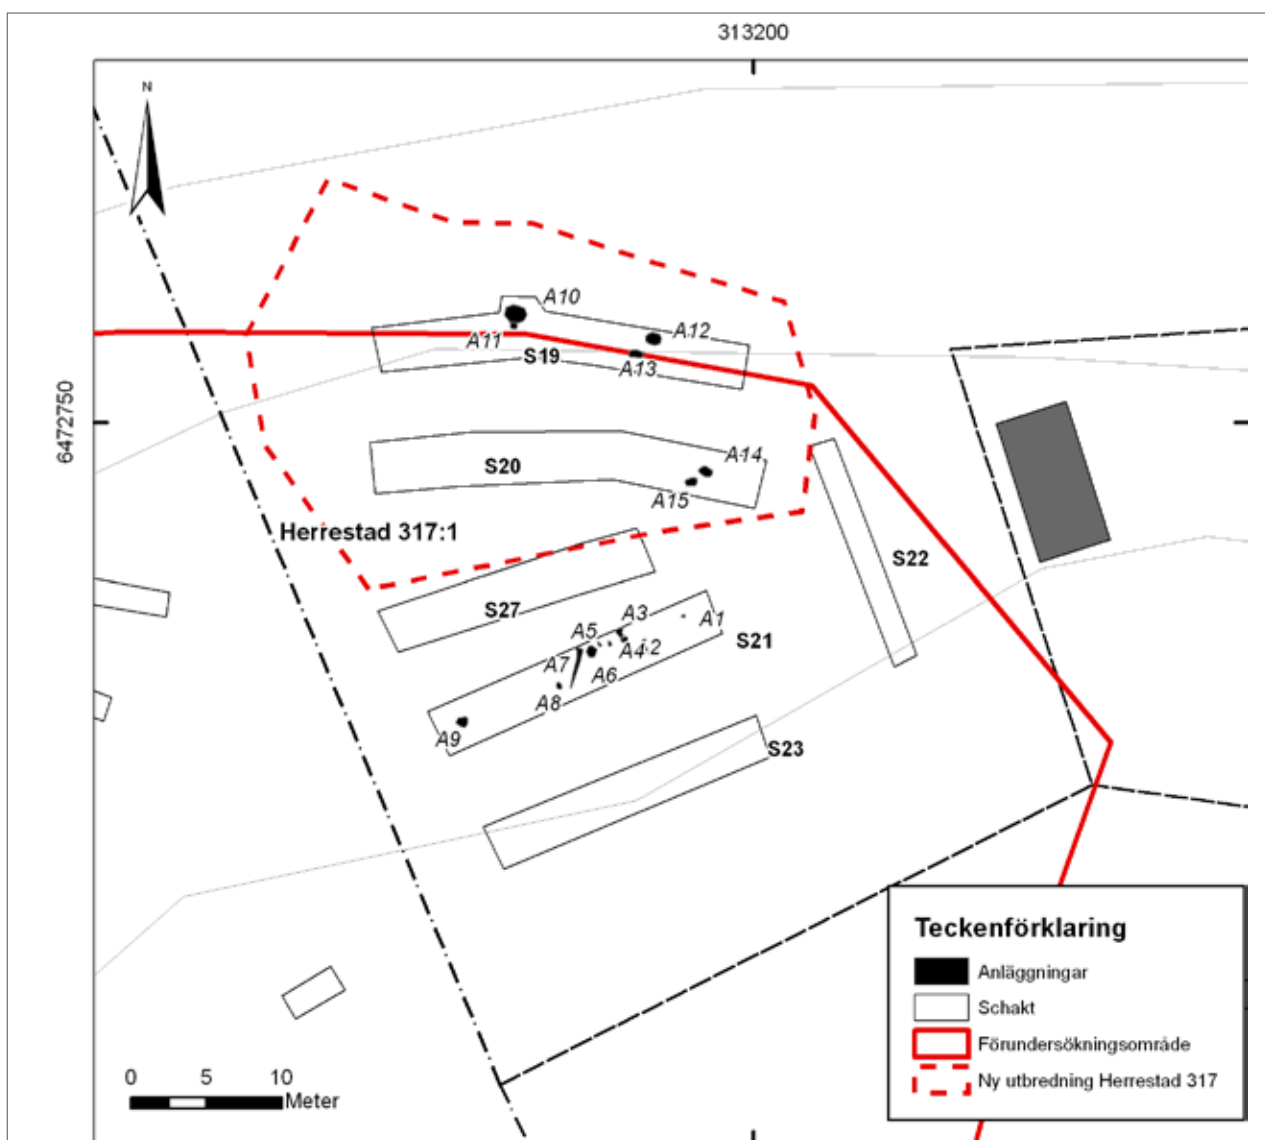 313200
N
6472750
A10
A11
A12
S19
A13
A14
S20
A15
Herrestad 317:1
S22
S27
A3
A1
A5
A4
2
S21
A7
A6
A8
A9
S23
Teckenförklaring
Anläggningar
Schakt
Förundersökningsområde
Ny utbredning Herrestad 317
0 5 10
Meter